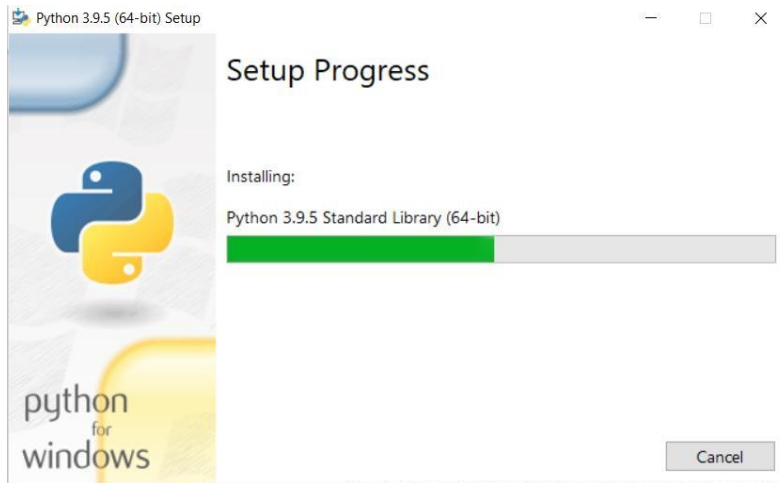 Python 3.9.5 (64-bit) Setup
Setup Progress
Installing:
Python 3.9.5 Standard Library (64-bit)
python
for
windows
Cancel